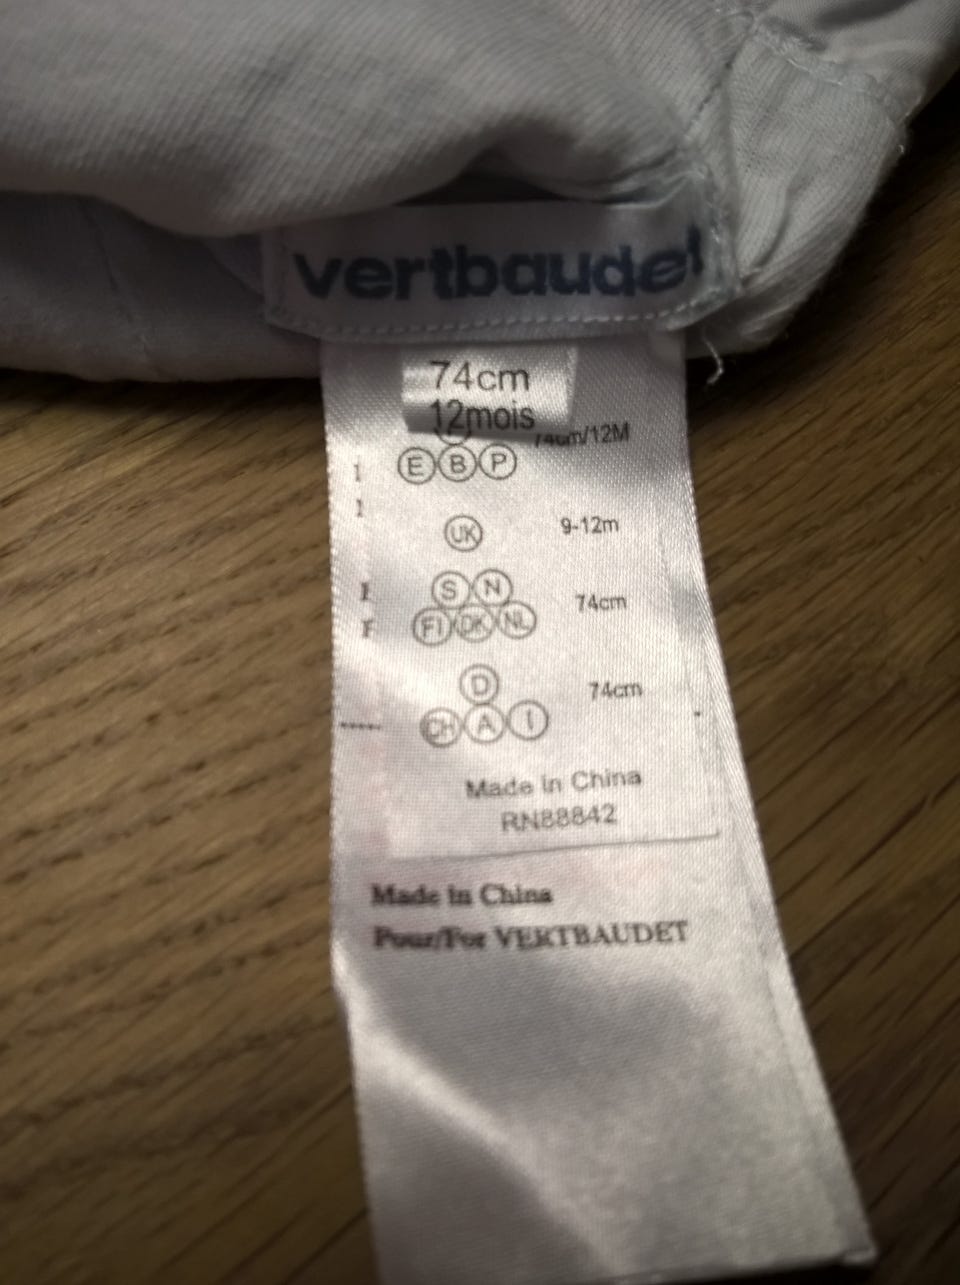 vertbaudet
74cm
12mois
74cm/12M
E B P
UK 9-12m
S N
74cm
FI DK NL
D
74cm
CH A I
Made in China
RN88842
Made in China
Pour/For VERTBAUDET